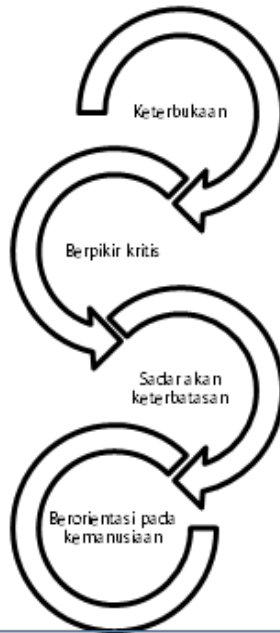 Keterbukaan
Berpikir kritis
Sadar akan
keterbatasan
Berorientasi pada
kemanusiaan